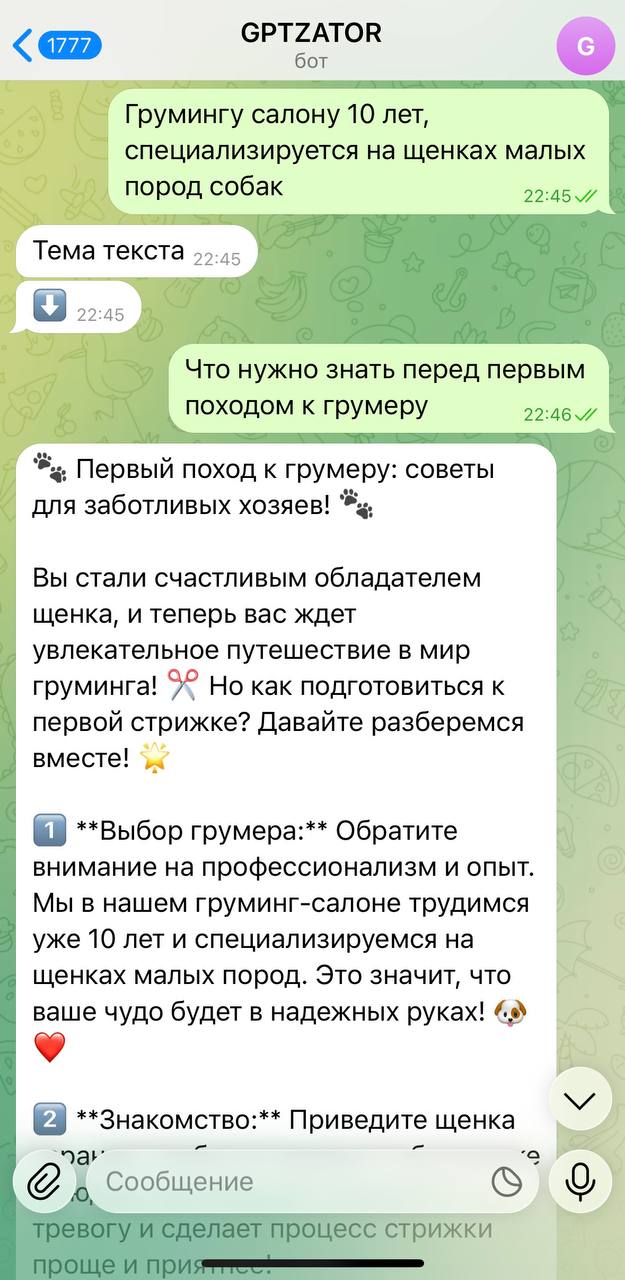 1777
GPTZATOR
бот
G
Грумингу салону 10 лет,
специализируется на щенках малых
пород собак
22:45
Тема текста 22:45
22:45
Что нужно знать перед первым
походом к грумеру
22:46
Первый поход к грумеру: советы
для заботливых хозяев!
Вы стали счастливым обладателем
щенка, и теперь вас ждет
увлекательное путешествие в мир
груминга! Но как подготовиться к
первой стрижке? Давайте разберемся
вместе!
1 **Выбор грумера:** Обратите
внимание на профессионализм и опыт.
Мы в нашем груминг-салоне трудимся
уже 10 лет и специализируемся на
щенках малых пород. Это значит, что
ваше чудо будет в надежных руках!
2 **Знакомство:** Приведите щенка
Сообщение
тревогу и сделает процесс стрижки
проще и приятнее!